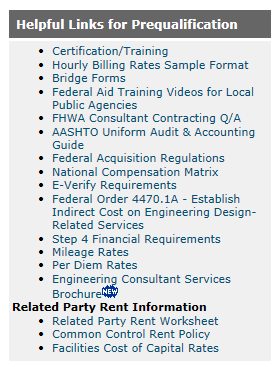 Helpful Links for Prequalification
Certification/Training
Hourly Billing Rates Sample Format
Bridge Forms
Federal Aid Training Videos for Local
Public Agencies
FHWA Consultant Contracting Q/A
AASHTO Uniform Audit & Accounting
Guide
Federal Acquisition Regulations
National Compensation Matrix
E-Verify Requirements
Federal Order 4470.1A - Establish
Indirect Cost on Engineering Design-
Related Services
Step 4 Financial Requirements
Mileage Rates
Per Diem Rates
Engineering Consultant Services
Brochure NEW
Related Party Rent Information
Related Party Rent Worksheet
Common Control Rent Policy
Facilities Cost of Capital Rates